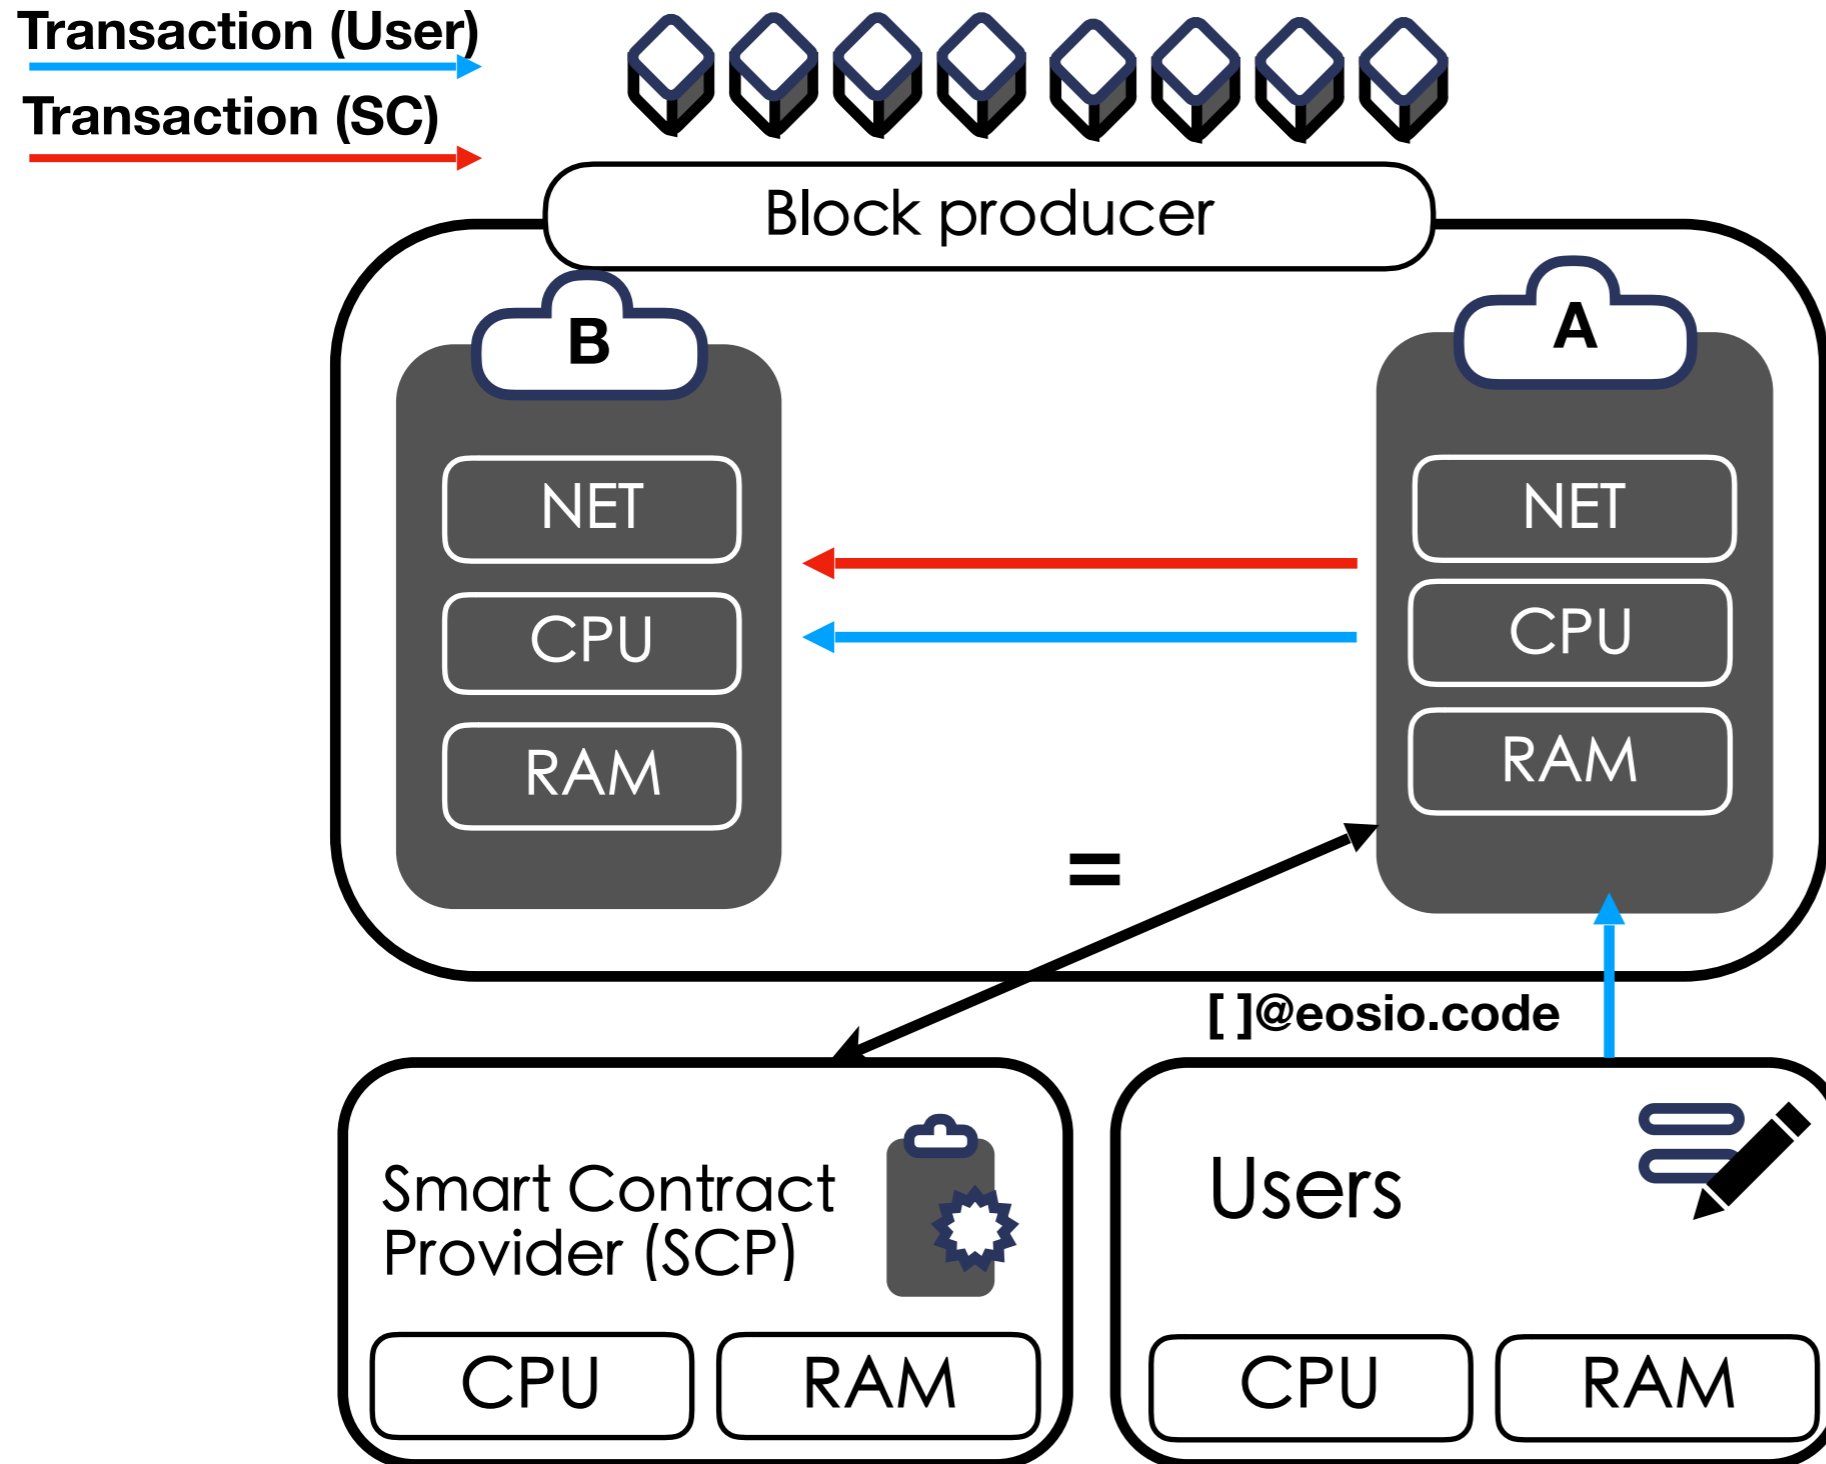 Transaction (User)
Transaction (SC)
Block producer
B
A
NET
NET
CPU
CPU
RAM
RAM
=
[ ]@eosio.code
Smart Contract
Provider (SCP)
Users
CPU
RAM
CPU
RAM